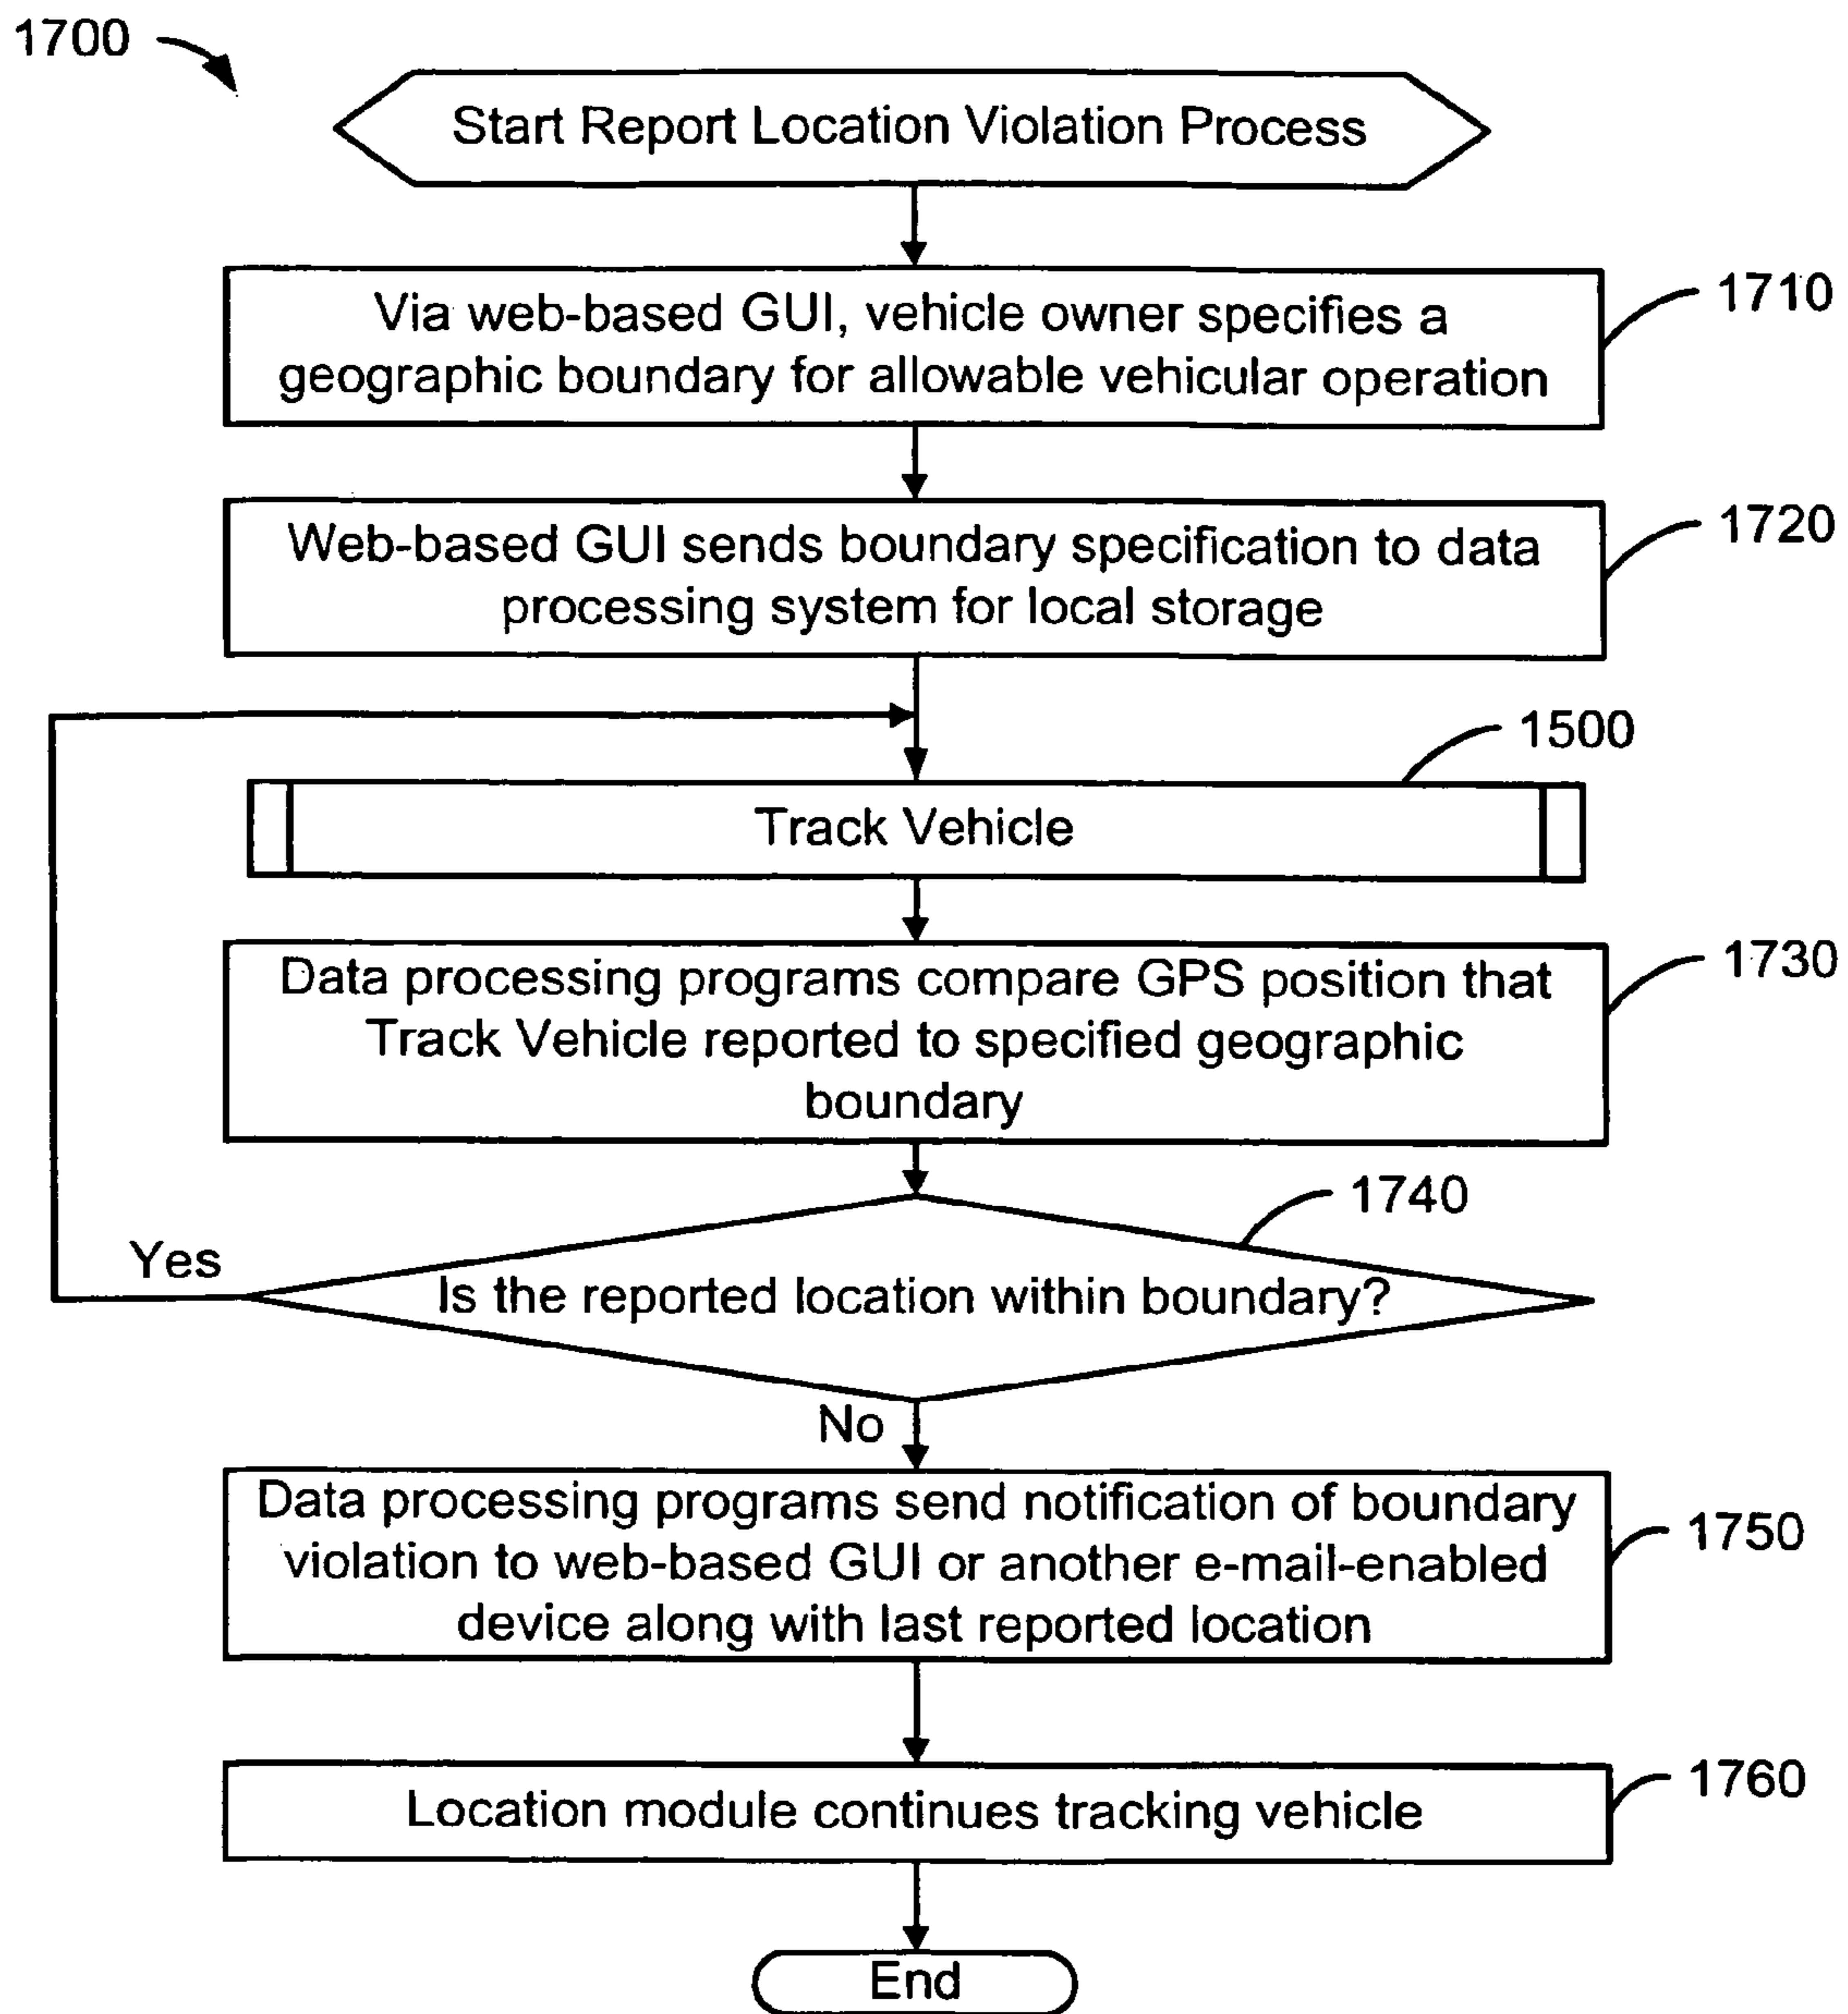 1700
Start Report Location Violation Process
Via web-based GUI, vehicle owner specifies a
geographic boundary for allowable vehicular operation
1710
Web-based GUI sends boundary specification to data
processing system for local storage
1720
1500
Track Vehicle
Data processing programs compare GPS position that
Track Vehicle reported to specified geographic
boundary
1730
1740
Yes
Is the reported location within boundary?
No
Data processing programs send notification of boundary
violation to web-based GUI or another e-mail-enabled
device along with last reported location
1750
Location module continues tracking vehicle
1760
End